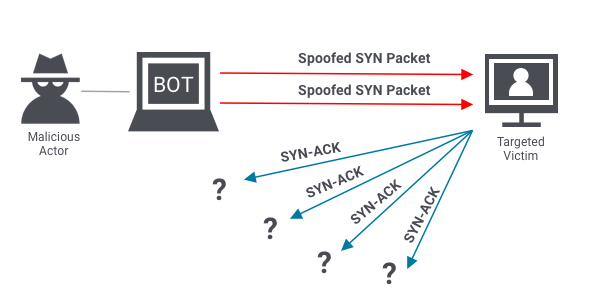 Spoofed SYN Packet
BOT
Spoofed SYN Packet
Malicious
Actor
Targeted
Victim
SYN-ACK
SYN-ACK
SYN-ACK
SYN-ACK
?
?
?
?